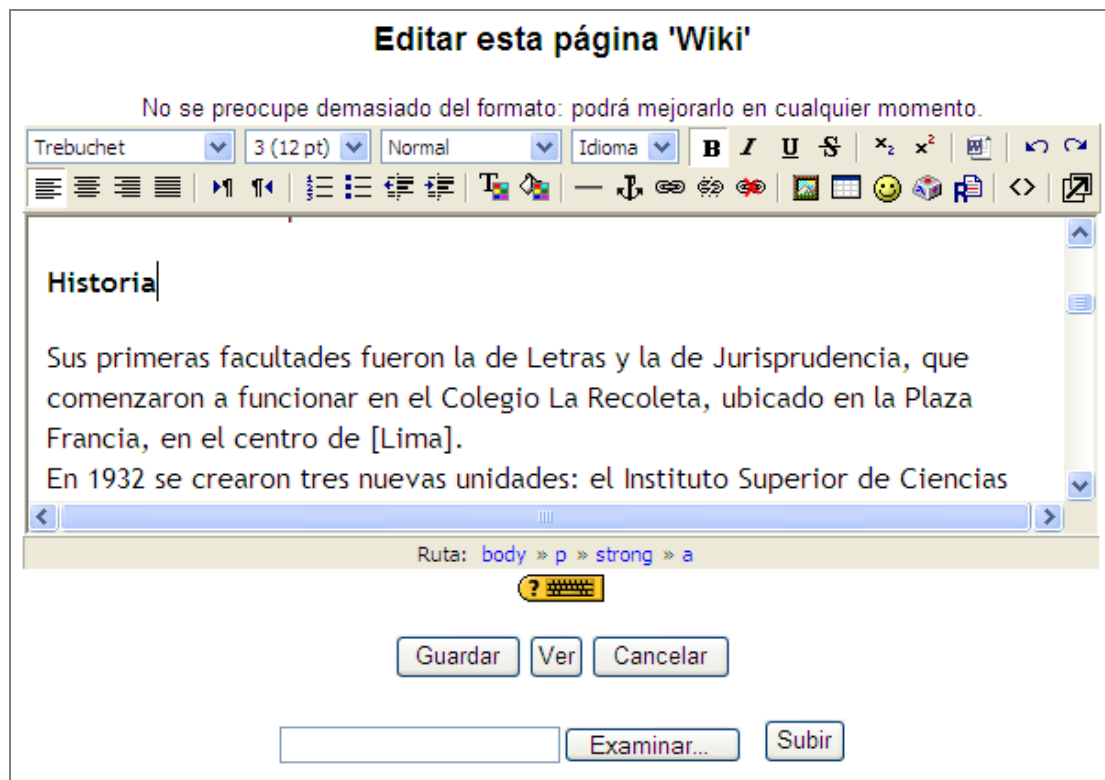 Editar esta página 'Wiki'
No se preocupe demasiado del formato: podrá mejorarlo en cualquier momento.
Trebuchet 3 (12 pt) Normal Idioma B I U S x₂ x²
Historia
Sus primeras facultades fueron la de Letras y la de Jurisprudencia, que
comenzaron a funcionar en el Colegio La Recoleta, ubicado en la Plaza
Francia, en el centro de [Lima].
En 1932 se crearon tres nuevas unidades: el Instituto Superior de Ciencias
Ruta: body » p » strong » a
?
Guardar Ver Cancelar
Examinar... Subir